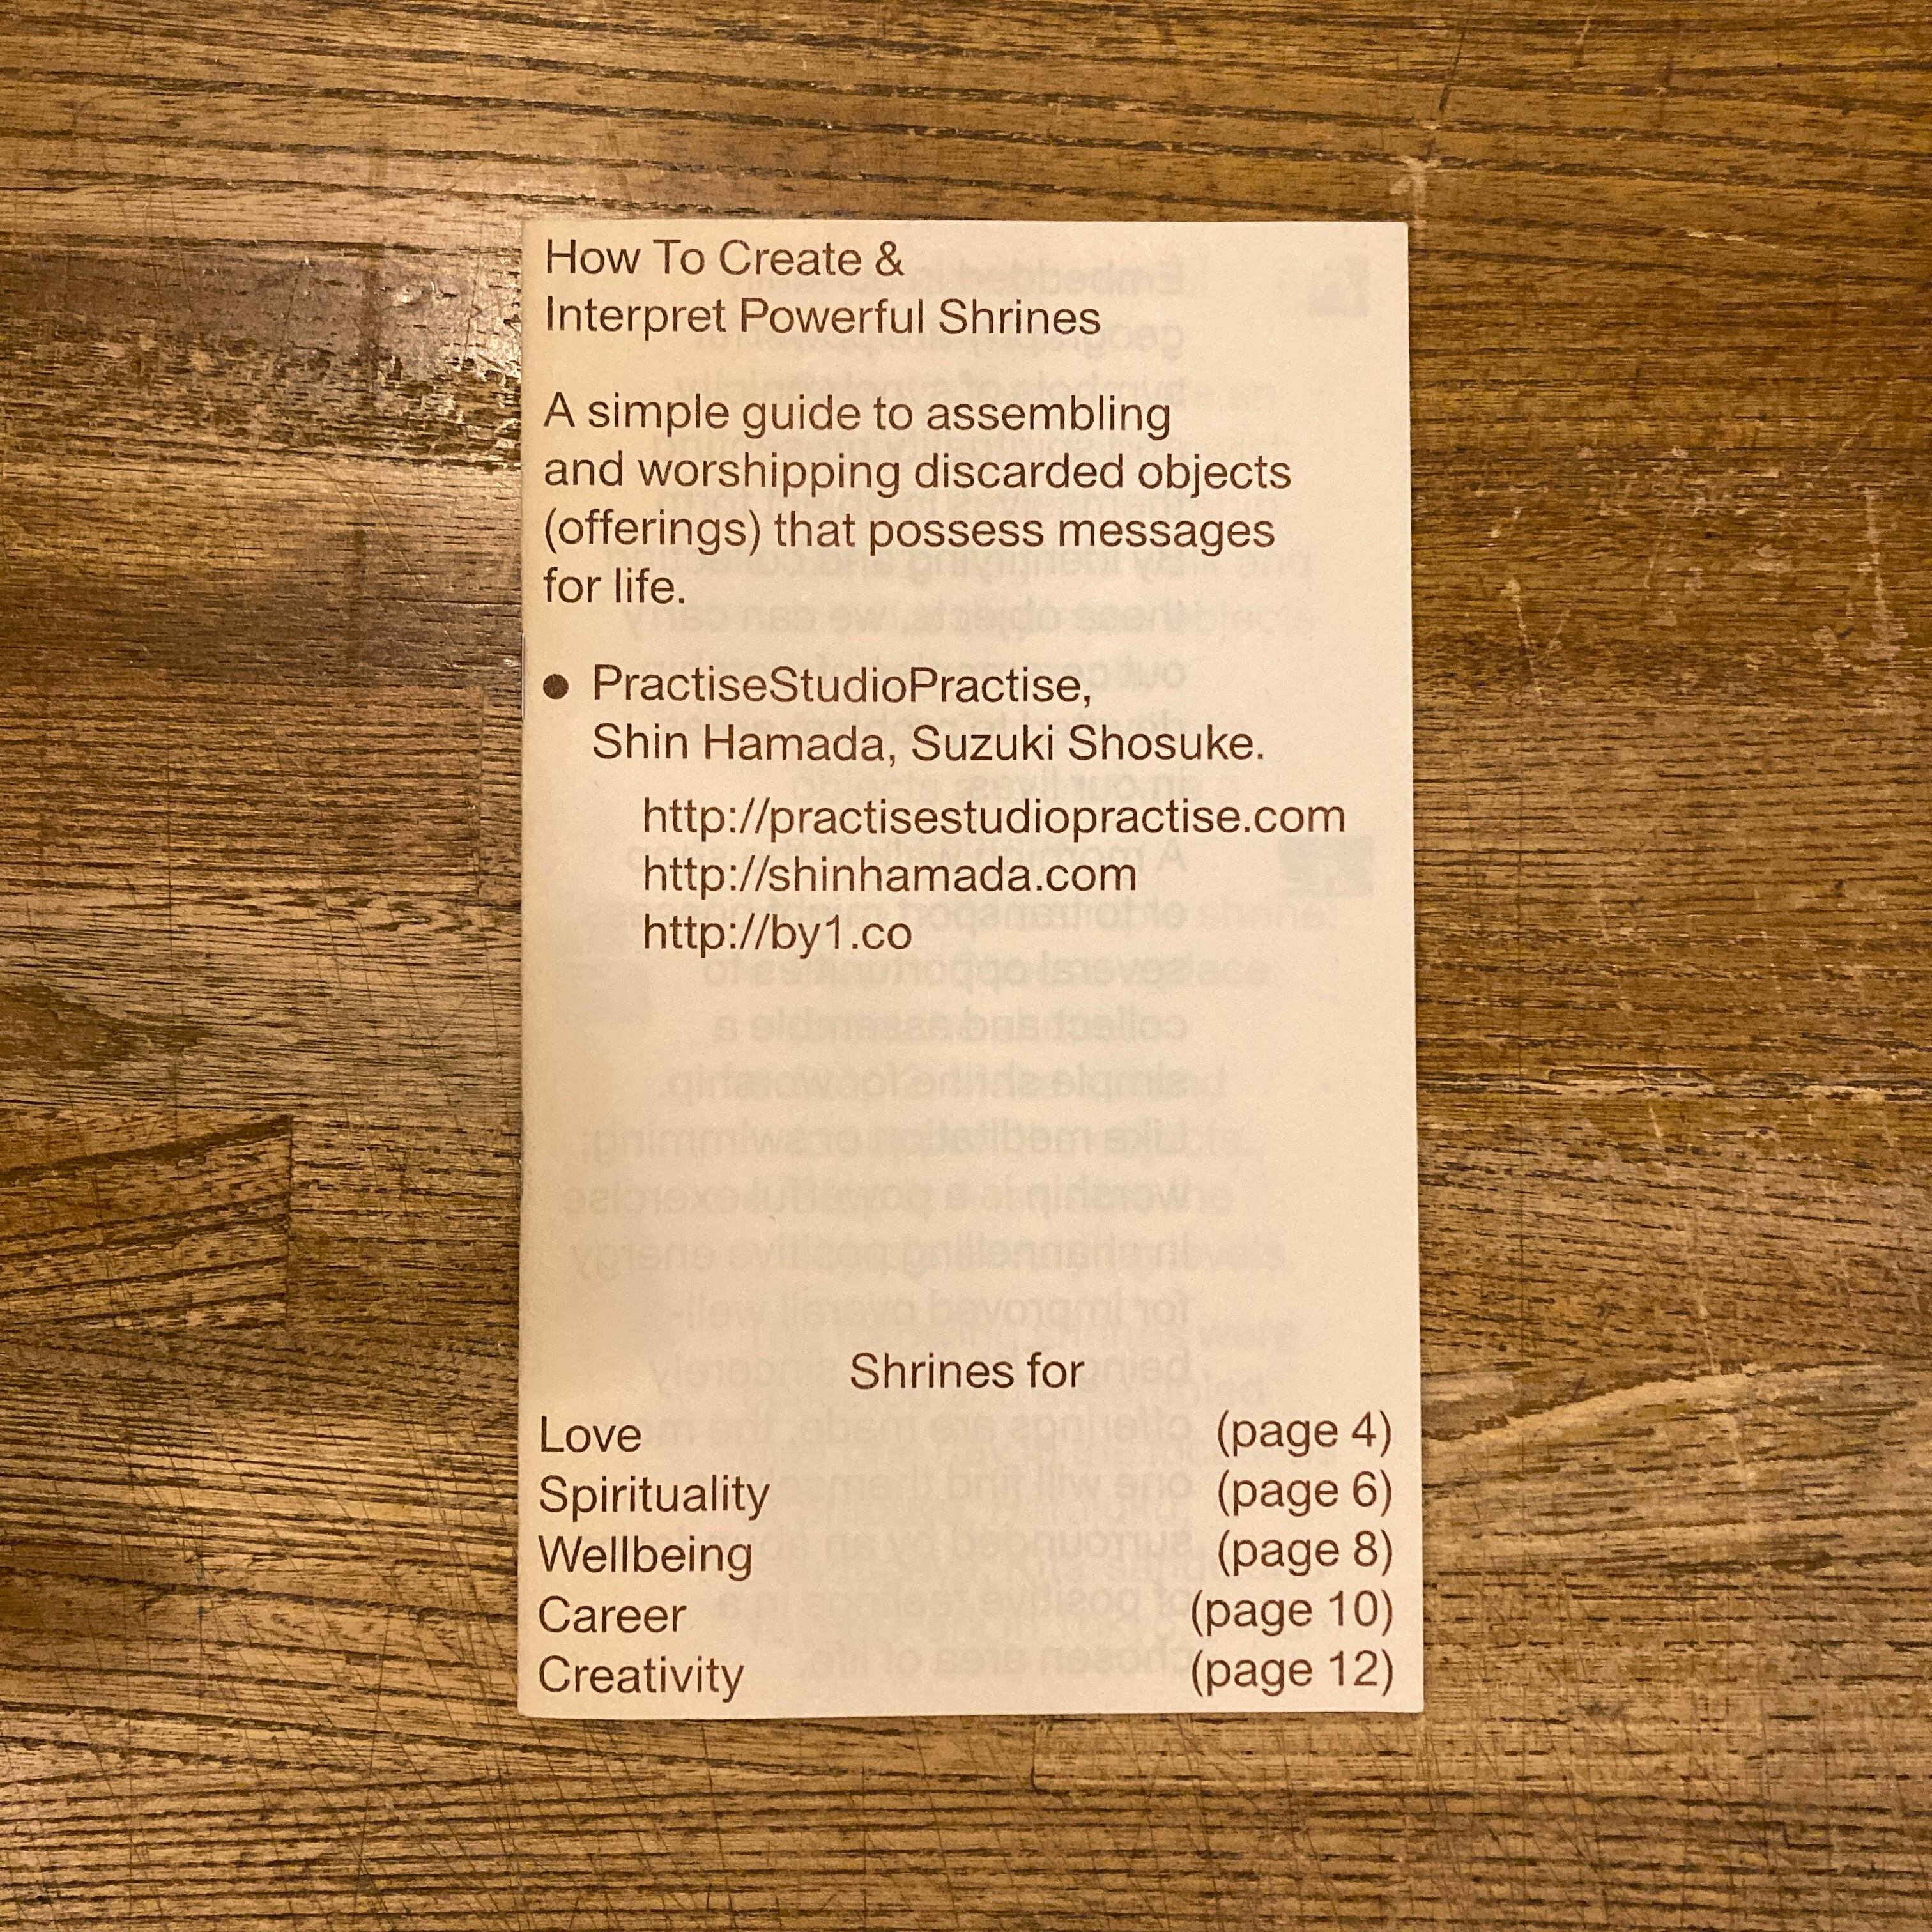 How To Create &
Interpret Powerful Shrines
A simple guide to assembling
and worshipping discarded objects
(offerings) that possess messages
for life.
● PractiseStudioPractise,
Shin Hamada, Suzuki Shosuke.
http://practisestudiopractise.com
http://shinhamada.com
http://by1.co
Shrines for
Love (page 4)
Spirituality (page 6)
Wellbeing (page 8)
Career (page 10)
Creativity (page 12)